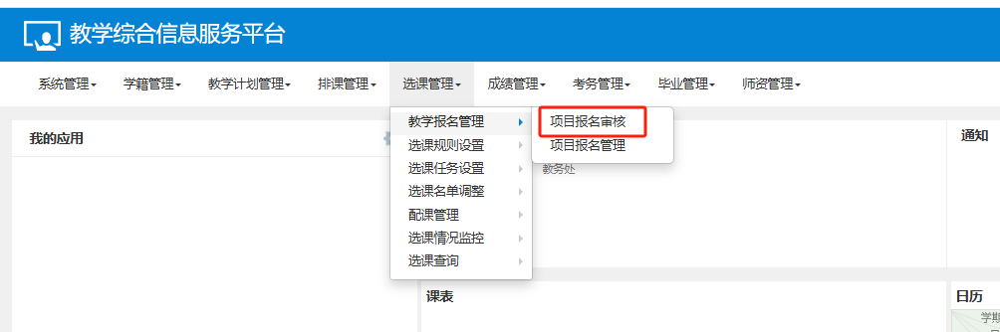 教学综合信息服务平台
系统管理 学籍管理 教学计划管理 排课管理 选课管理 成绩管理 考务管理 毕业管理 师资管理
我的应用
教学报名管理
选课规则设置
选课任务设置
选课名单调整
配课管理
选课情况监控
选课查询
项目报名审核
项目报名管理
教务处
通知
课表
日历
学期